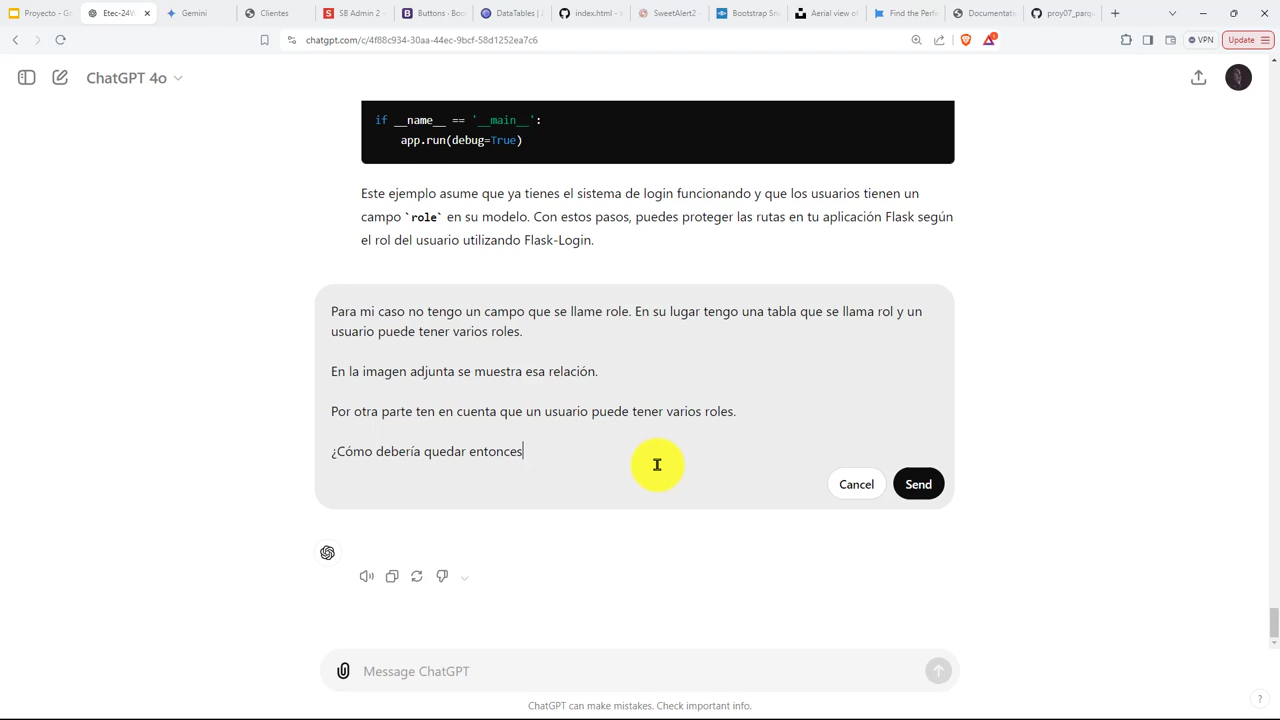 Proyecto - G
Etec-24W
Gemini
Clientes
SB Admin 2 -
Buttons · Boo
DataTables | J
index.html - s
SweetAlert2 -
Bootstrap Sni
Aerial view of
Find the Perf
Documentati
proy07_parqu
chatgpt.com/c/4f88c934-30aa-44ec-9bcf-58d1252ea7c6
1
VPN
Update
ChatGPT 4o
if __name__ == '__main__':
app.run(debug=True)
Este ejemplo asume que ya tienes el sistema de login funcionando y que los usuarios tienen un
campo `role` en su modelo. Con estos pasos, puedes proteger las rutas en tu aplicación Flask según
el rol del usuario utilizando Flask-Login.
Para mi caso no tengo un campo que se llame role. En su lugar tengo una tabla que se llama rol y un
usuario puede tener varios roles.
En la imagen adjunta se muestra esa relación.
Por otra parte ten en cuenta que un usuario puede tener varios roles.
¿Cómo debería quedar entonces
Cancel
Send
Message ChatGPT
ChatGPT can make mistakes. Check important info.
?